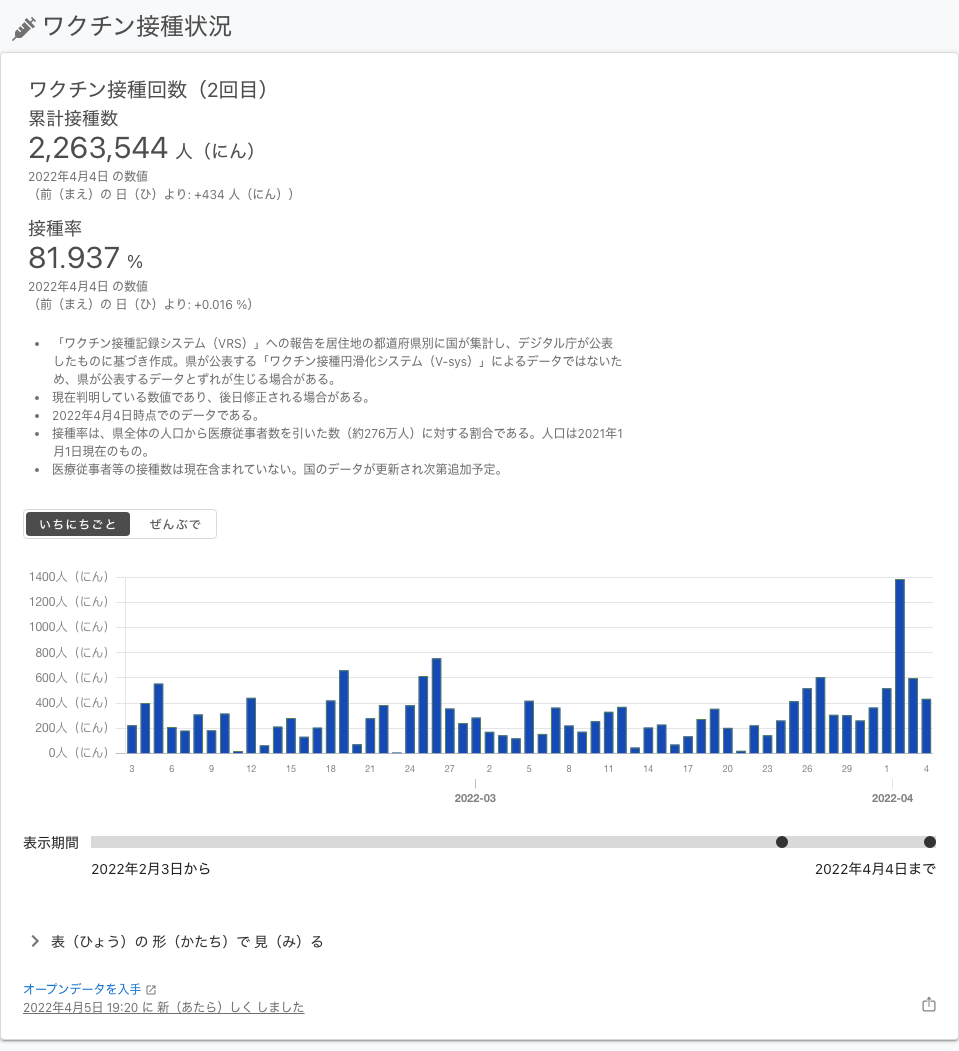 ワクチン接種状況
ワクチン接種回数（2回目）
累計接種数
2,263,544 人（にん）
2022年4月4日 の数値
（前（まえ）の 日（ひ）より: +434 人（にん））
接種率
81.937 %
2022年4月4日 の数値
（前（まえ）の 日（ひ）より: +0.016 %）
• 「ワクチン接種記録システム（VRS）」への報告を居住地の都道府県別に国が集計し、デジタル庁が公表
したものに基づき作成。県が公表する「ワクチン接種円滑化システム（V-sys）」によるデータではないた
め、県が公表するデータとずれが生じる場合がある。
• 現在判明している数値であり、後日修正される場合がある。
• 2022年4月4日時点でのデータである。
• 接種率は、県全体の人口から医療従事者数を引いた数（約276万人）に対する割合である。人口は2021年1
月1日現在のもの。
• 医療従事者等の接種数は現在含まれていない。国のデータが更新され次第追加予定。
いちにちごと ぜんぶで
1400人（にん）
1200人（にん）
1000人（にん）
800人（にん）
600人（にん）
400人（にん）
200人（にん）
0人（にん）
3 6 9 12 15 18 21 24 27 2 5 8 11 14 17 20 23 26 29 1 4
2022-03 2022-04
表示期間
2022年2月3日から 2022年4月4日まで
表（ひょう）の 形（かたち）で 見（み）る
オープンデータを入手
2022年4月5日 19:20 に 新（あたら）しく しました